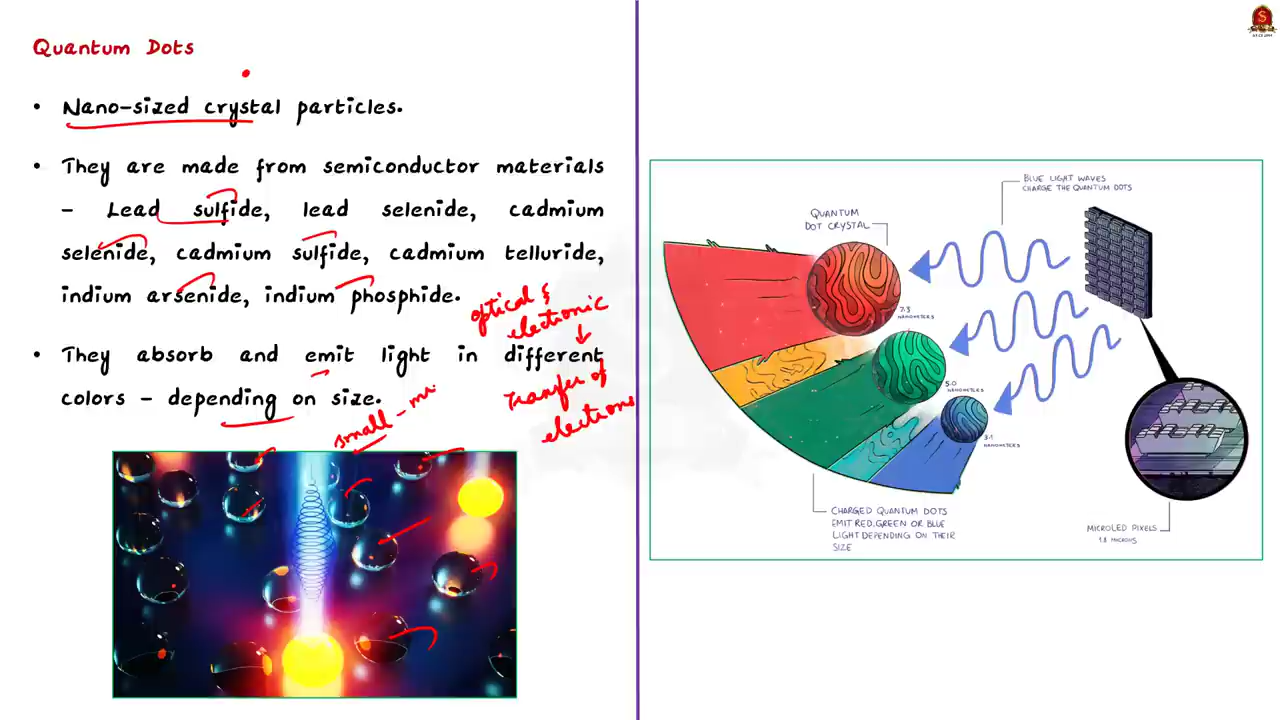 Quantum Dots
• Nano-sized crystal particles.
• They are made from semiconductor materials
– Lead sulfide, lead selenide, cadmium
selenide, cadmium sulfide, cadmium telluride,
indium arsenide, indium phosphide.
optical &
electronic
• They absorb and emit light in different
colors – depending on size.
Tranfer of
electrons
small -
BLUE LIGHT WAVES
CHARGE THE QUANTUM DOTS
QUANTUM
DOT CRYSTAL
7.3
NANOMETERS
5.0
NANOMETERS
3.1
NANOMETERS
CHARGED QUANTUM DOTS
EMIT RED, GREEN OR BLUE
LIGHT DEPENDING ON THEIR
SIZE
MICROLED PIXELS
1.8 MICRONS
S